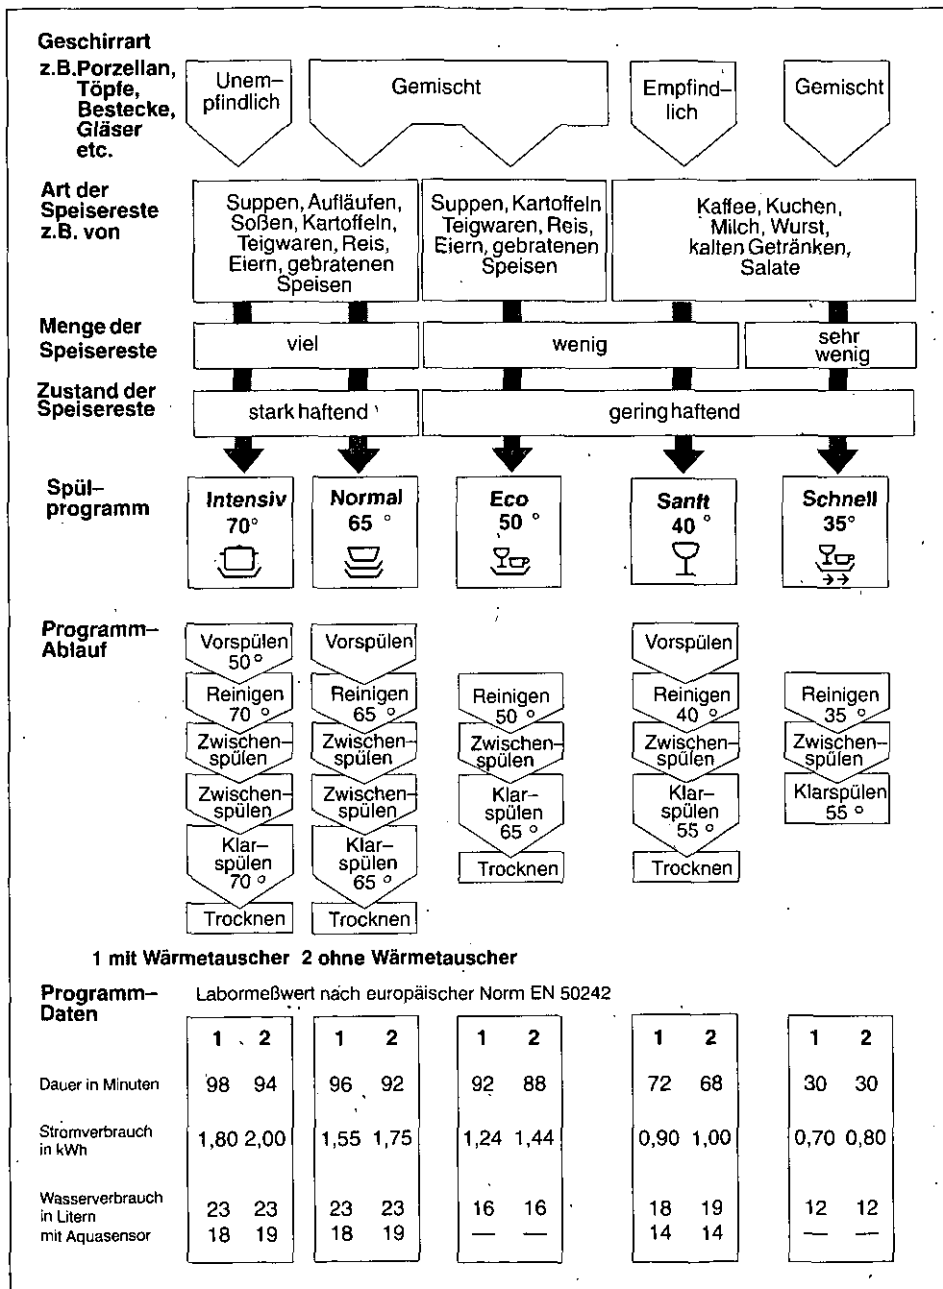 Geschirrart
z.B.Porzellan,
Töpfe,
Bestecke,
Gläser
etc.
Unem-
pfindlich
Gemischt
Empfind-
lich
Gemischt
Art der
Speisereste
z.B. von
Suppen, Aufläufen,
Soßen, Kartoffeln,
Teigwaren, Reis,
Eiern, gebratenen
Speisen
Suppen, Kartoffeln
Teigwaren, Reis,
Eiern, gebratenen
Speisen
Kaffee, Kuchen,
Milch, Wurst,
kalten Getränken,
Salate
Menge der
Speisereste
viel
wenig
sehr
wenig
Zustand der
Speisereste
stark haftend
gering haftend
Spül-
programm
Intensiv
70°
Normal
65 °
Eco
50 °
Sanft
40 °
Schnell
35°
Programm-
Ablauf
Vorspülen
50°
Reinigen
70 °
Zwischen-
spülen
Zwischen-
spülen
Klar-
spülen
70 °
Trocknen
Vorspülen
Reinigen
65 °
Zwischen-
spülen
Zwischen-
spülen
Klar-
spülen
65 °
Trocknen
Reinigen
50 °
Zwischen-
spülen
Klar-
spülen
65 °
Trocknen
Vorspülen
Reinigen
40 °
Zwischen-
spülen
Klar-
spülen
55 °
Trocknen
Reinigen
35 °
Zwischen-
spülen
Klarspülen
55 °
1 mit Wärmetauscher 2 ohne Wärmetauscher
Programm-
Daten
Labormeßwert nach europäischer Norm EN 50242
1 2 1 2 1 2 1 2 1 2
Dauer in Minuten 98 94 96 92 92 88 72 68 30 30
Stromverbrauch
in kWh 1,80 2,00 1,55 1,75 1,24 1,44 0,90 1,00 0,70 0,80
Wasserverbrauch
in Litern 23 23 23 23 16 16 18 19 12 12
mit Aquasensor 18 19 18 19 — — 14 14 — —